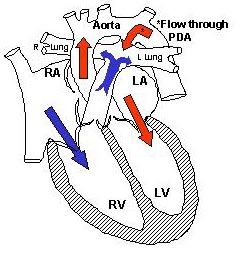 Aorta
*Flow through
PDA
R Lung
L Lung
RA
LA
RV
LV